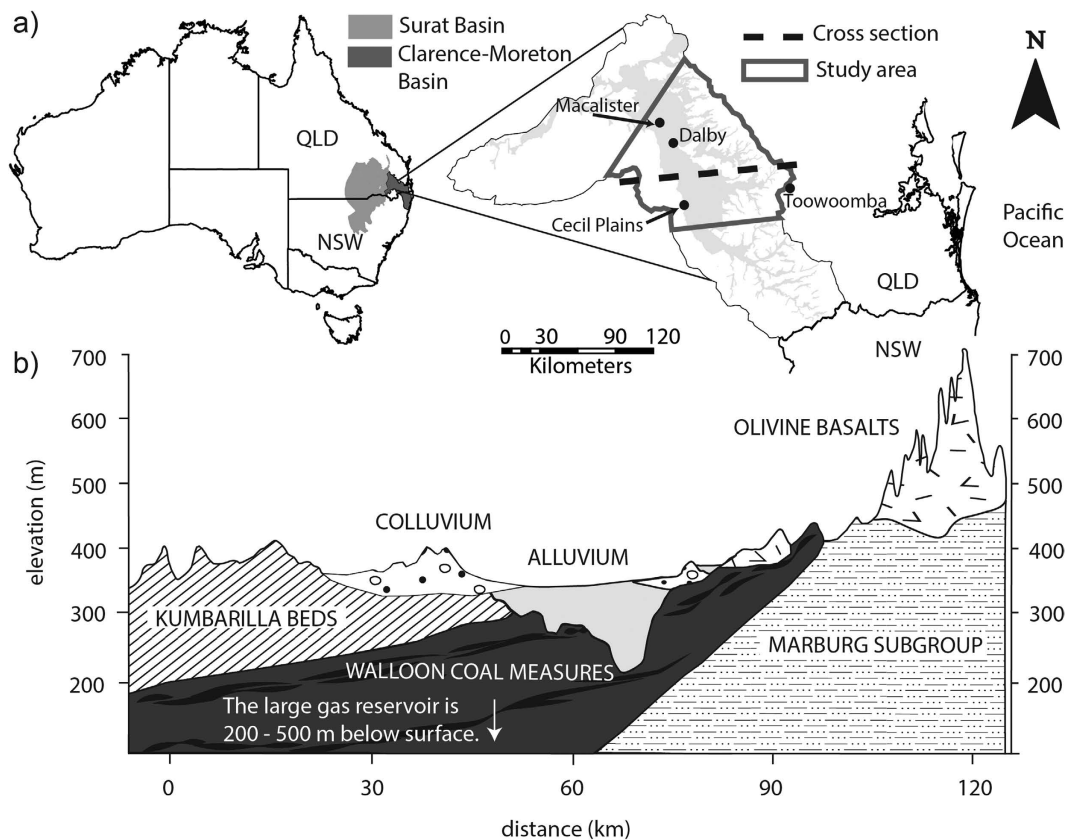 a)
Surat Basin
Clarence-Moreton
Basin
Cross section
Study area
N
QLD
NSW
Macalister
Dalby
Cecil Plains
Toowoomba
Pacific
Ocean
QLD
NSW
0 30 90 120
Kilometers
b)
700
600
500
400
300
200
elevation (m)
700
600
500
400
300
200
OLIVINE BASALTS
COLLUVIUM
ALLUVIUM
KUMBARILLA BEDS
WALLOON COAL MEASURES
MARBURG SUBGROUP
The large gas reservoir is
200 - 500 m below surface.
0 30 60 90 120
distance (km)